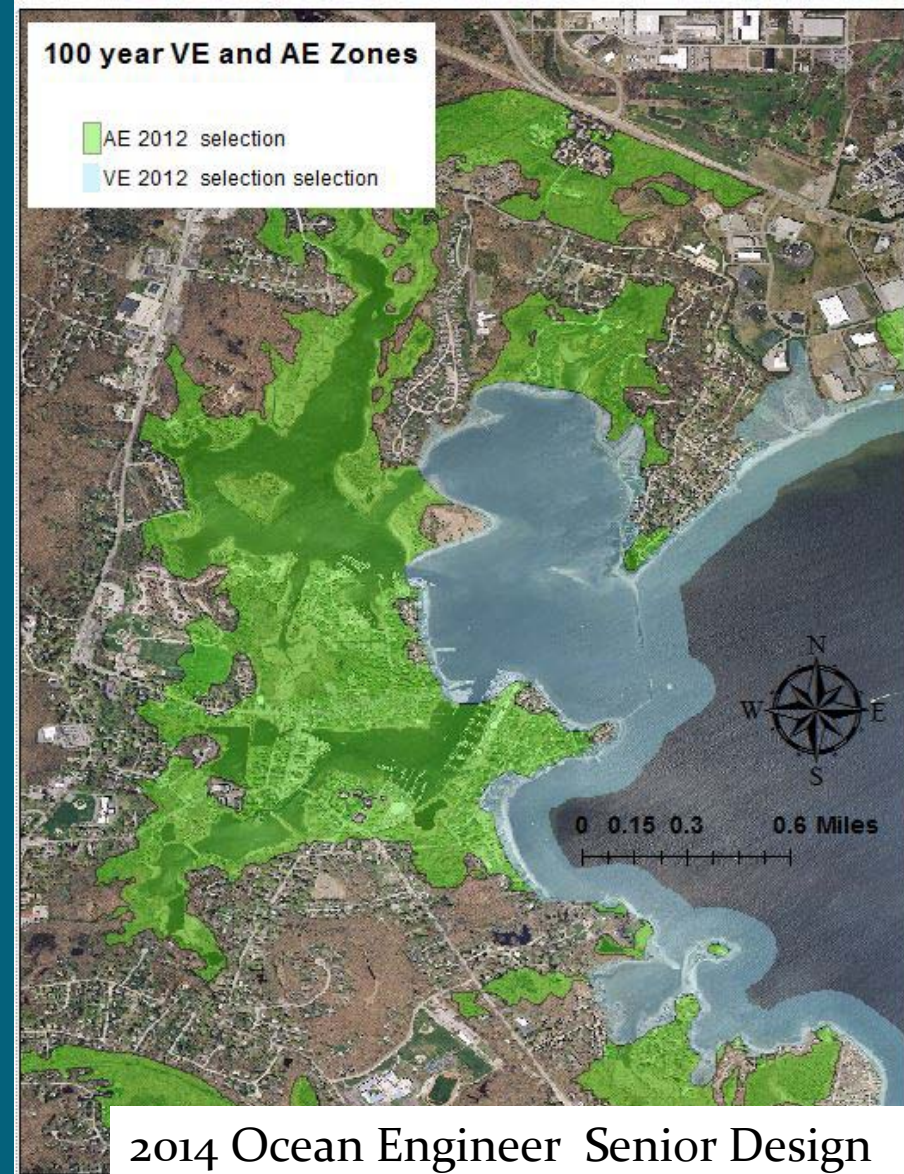 100 year VE and AE Zones
AE 2012 selection
VE 2012 selection selection
N
W E
S
0 0.15 0.3 0.6 Miles
2014 Ocean Engineer Senior Design